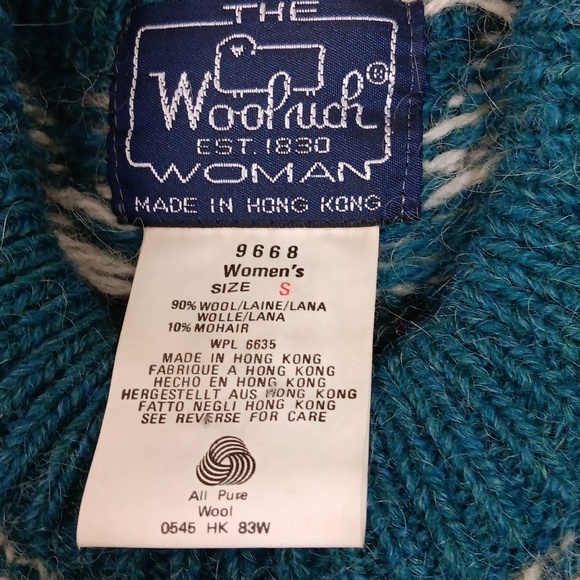 THE
Woolrich®
EST. 1830
WOMAN
MADE IN HONG KONG
9668
Women's
SIZE S
90% WOOL/LAINE/LANA
WOLLE/LANA
10% MOHAIR
WPL 6635
MADE IN HONG KONG
FABRIQUE A HONG KONG
HECHO EN HONG KONG
HERGESTELLT AUS HONG KONG
FATTO NEGLI HONG KONG
SEE REVERSE FOR CARE
All Pure
Wool
0545 HK 83W